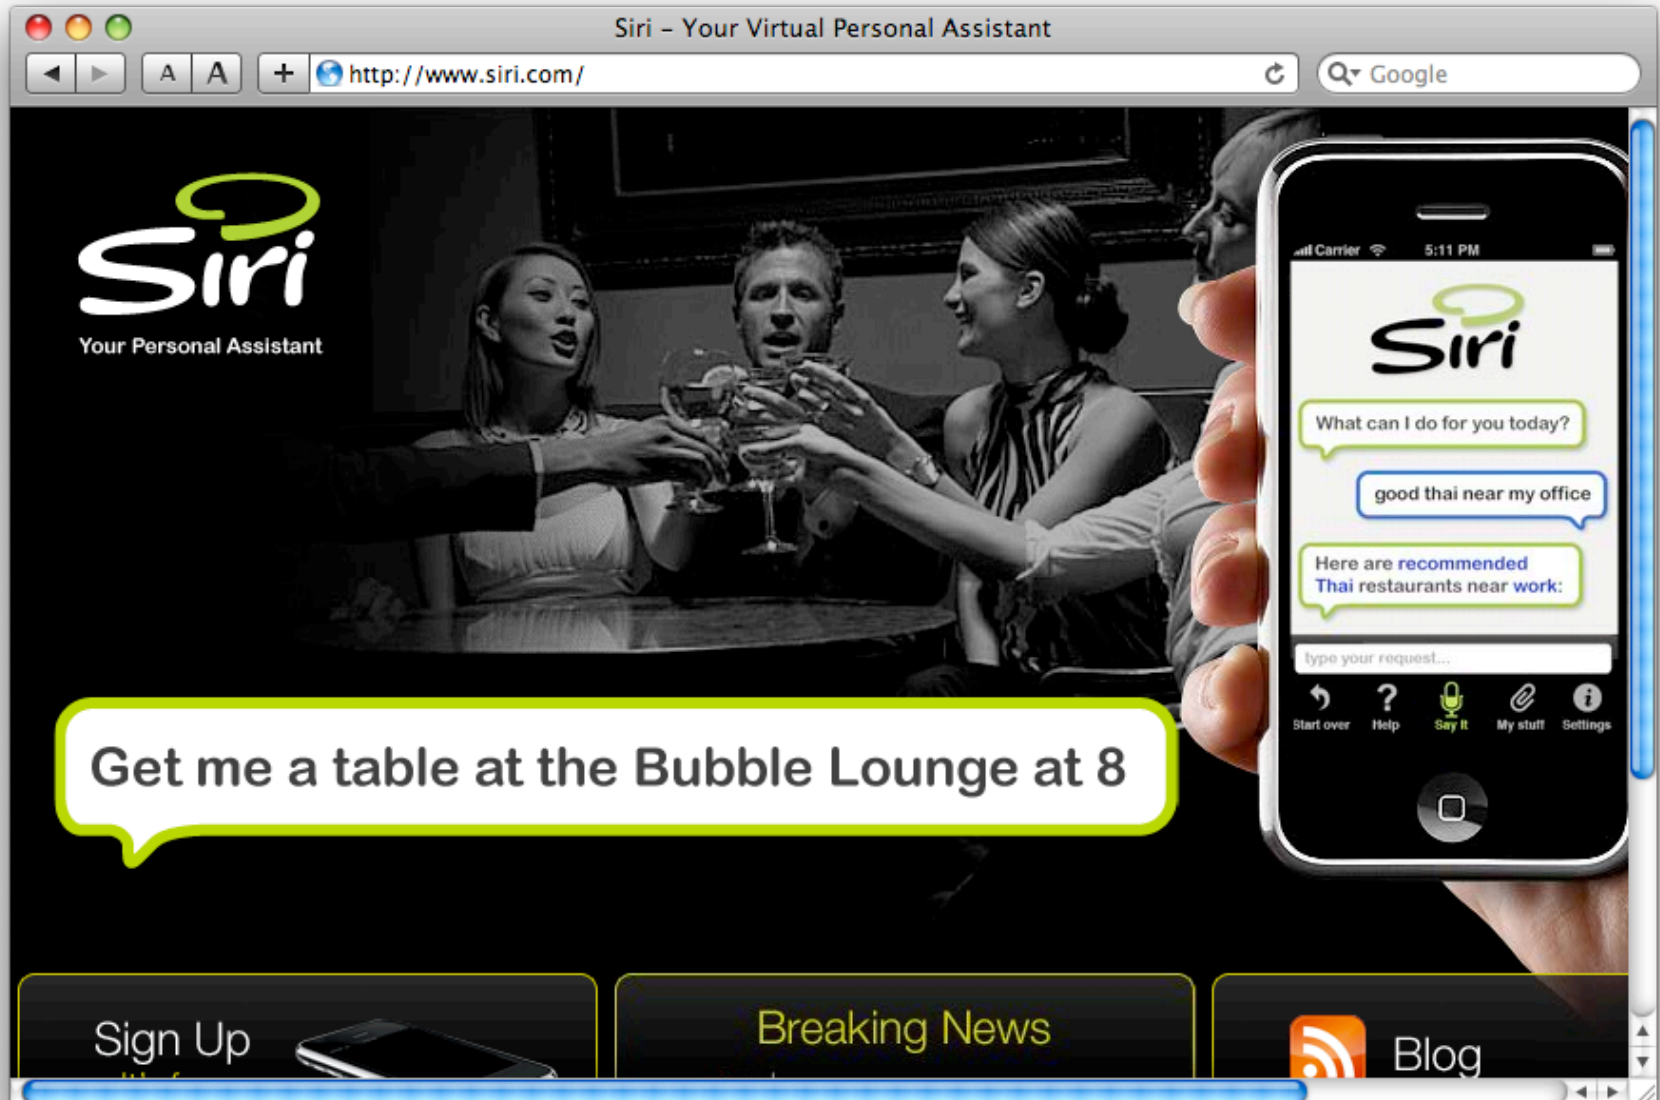 Siri – Your Virtual Personal Assistant
A A + http://www.siri.com/ Google
Siri
Your Personal Assistant
Carrier 5:11 PM
Siri
What can I do for you today?
good thai near my office
Here are recommended
Thai restaurants near work:
type your request...
Start over Help Say It My stuff Settings
Get me a table at the Bubble Lounge at 8
Sign Up
Breaking News
Blog